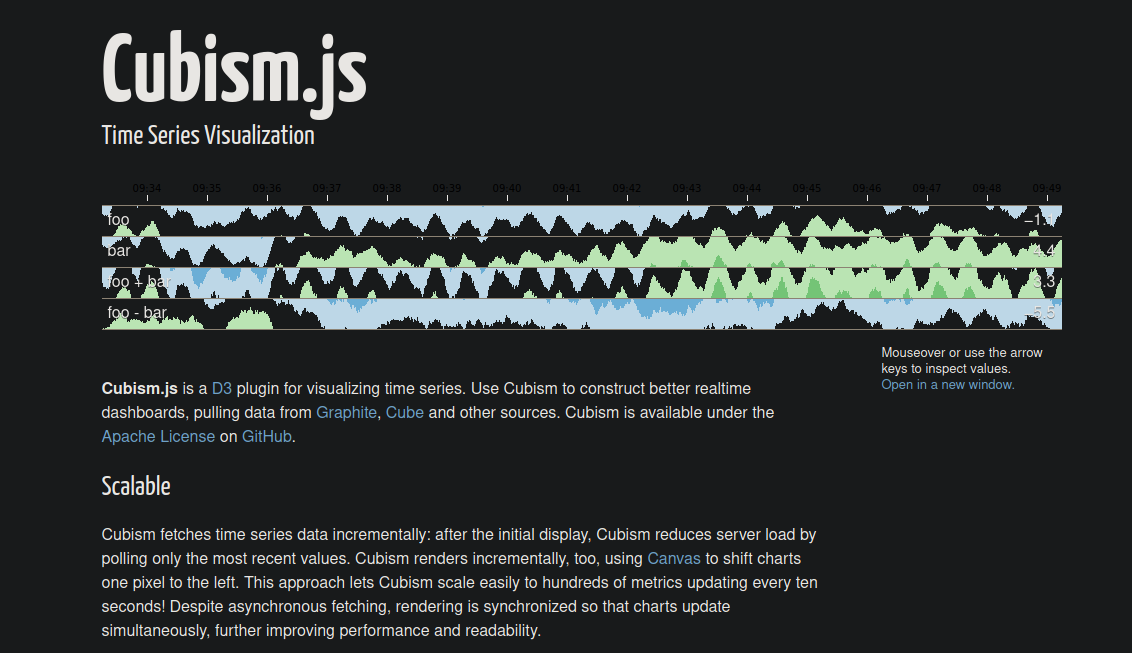 Cubism.js
Time Series Visualization
09:34 09:35 09:36 09:37 09:38 09:39 09:40 09:41 09:42 09:43 09:44 09:45 09:46 09:47 09:48 09:49
foo
bar −4.4
foo + bar 3.3
foo - bar −5.5
Mouseover or use the arrow
keys to inspect values.
Open in a new window.
Cubism.js is a D3 plugin for visualizing time series. Use Cubism to construct better realtime
dashboards, pulling data from Graphite, Cube and other sources. Cubism is available under the
Apache License on GitHub.
Scalable
Cubism fetches time series data incrementally: after the initial display, Cubism reduces server load by
polling only the most recent values. Cubism renders incrementally, too, using Canvas to shift charts
one pixel to the left. This approach lets Cubism scale easily to hundreds of metrics updating every ten
seconds! Despite asynchronous fetching, rendering is synchronized so that charts update
simultaneously, further improving performance and readability.